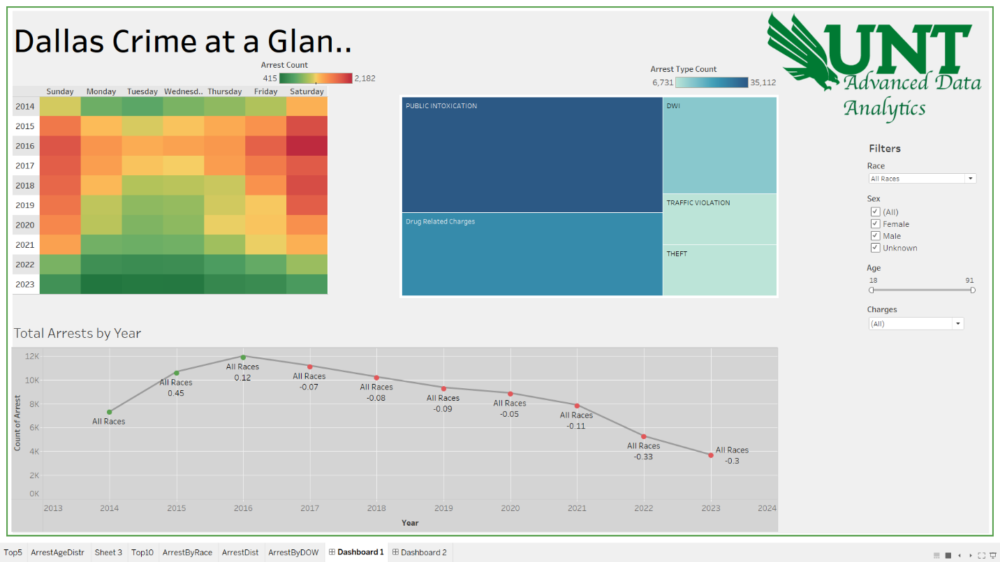 Dallas Crime at a Glan..
UNT
Advanced Data
Analytics
Arrest Count
415 2,182
Arrest Type Count
6,731 35,112
Sunday Monday Tuesday Wednesd.. Thursday Friday Saturday
2014
2015
2016
2017
2018
2019
2020
2021
2022
2023
PUBLIC INTOXICATION
DWI
Drug Related Charges
TRAFFIC VIOLATION
THEFT
Filters
Race
All Races
Sex
(All)
Female
Male
Unknown
Age
18 91
Charges
(All)
Total Arrests by Year
Count of Arrest
12K
10K
8K
6K
4K
2K
0K
All Races
All Races
0.45
All Races
0.12
All Races
-0.07
All Races
-0.08
All Races
-0.09
All Races
-0.05
All Races
-0.11
All Races
-0.33
All Races
-0.3
2013 2014 2015 2016 2017 2018 2019 2020 2021 2022 2023 2024
Year
Top5 ArrestAgeDistr Sheet 3 Top10 ArrestByRace ArrestDist ArrestByDOW Dashboard 1 Dashboard 2